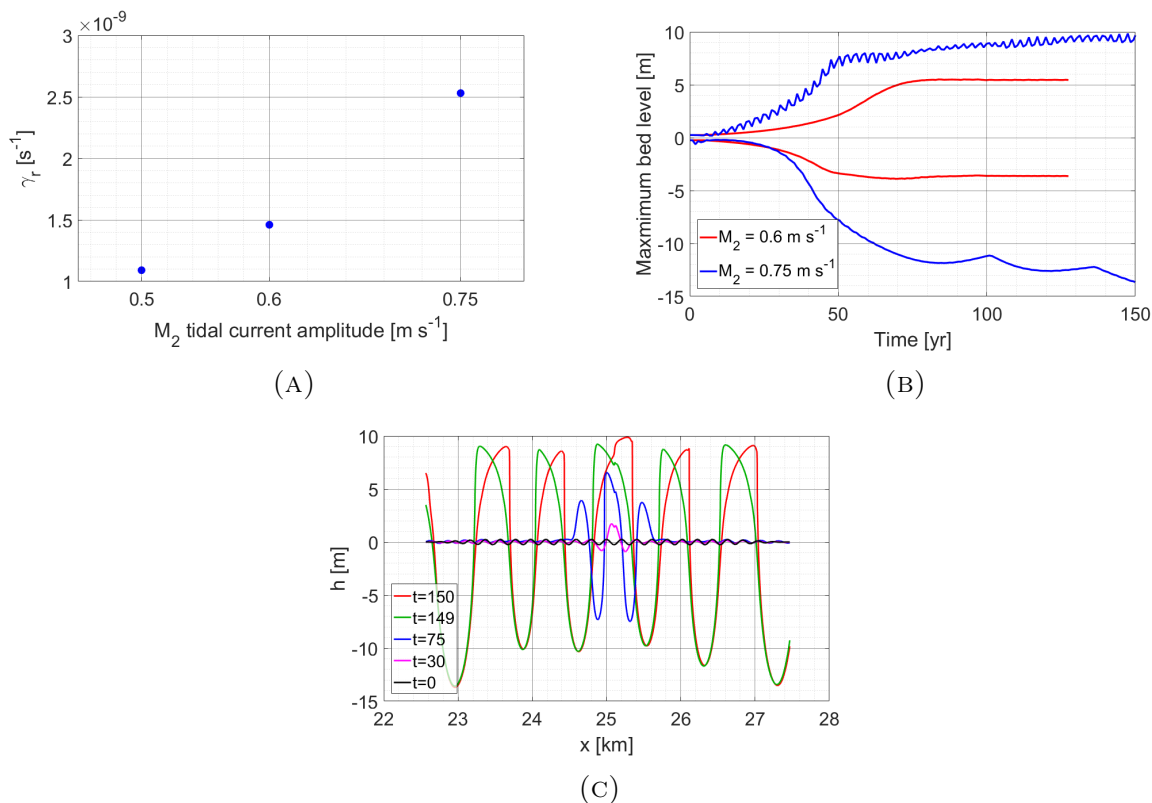 ×10⁻⁹
3
2.5
2
1.5
1
γr [s⁻¹]
0.5 0.6 0.75
M2 tidal current amplitude [m s⁻¹]
(A)
10
5
0
-5
-10
-15
Maxmimum bed level [m]
M2 = 0.6 m s⁻¹
M2 = 0.75 m s⁻¹
0 50 100 150
Time [yr]
(B)
10
5
0
-5
-10
-15
h [m]
t=150
t=149
t=75
t=30
t=0
22 23 24 25 26 27 28
x [km]
(C)